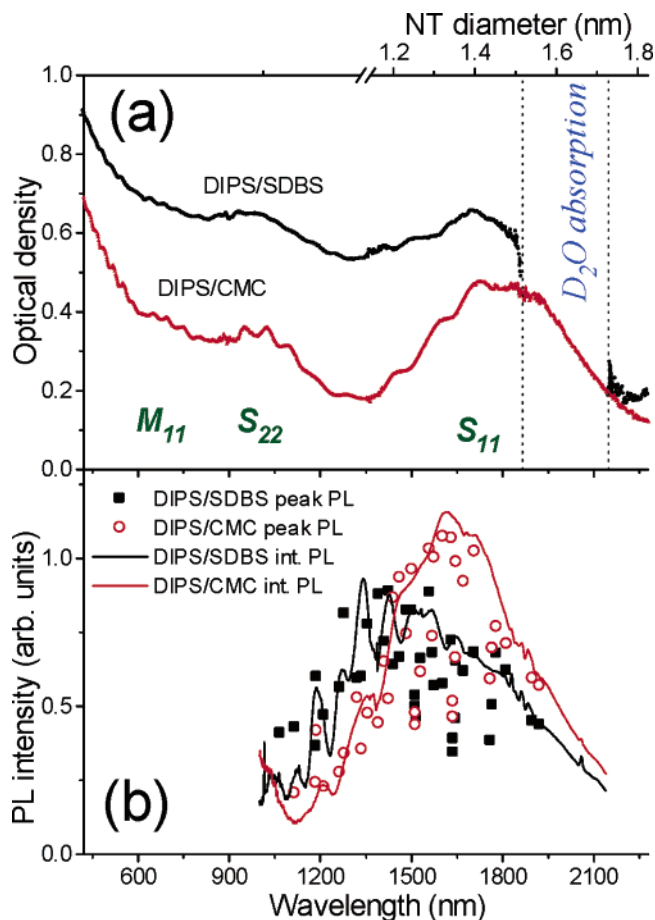 NT diameter (nm)
1.2 1.4 1.6 1.8
1.0
(a)
DIPS/SDBS
0.8
0.6
D₂O absorption
Optical density
DIPS/CMC
0.4
0.2
M₁₁ S₂₂ S₁₁
0.0
DIPS/SDBS peak PL
DIPS/CMC peak PL
DIPS/SDBS int. PL
DIPS/CMC int. PL
1.0
PL intensity (arb. units)
0.5
(b)
0.0
600 900 1200 1500 1800 2100
Wavelength (nm)